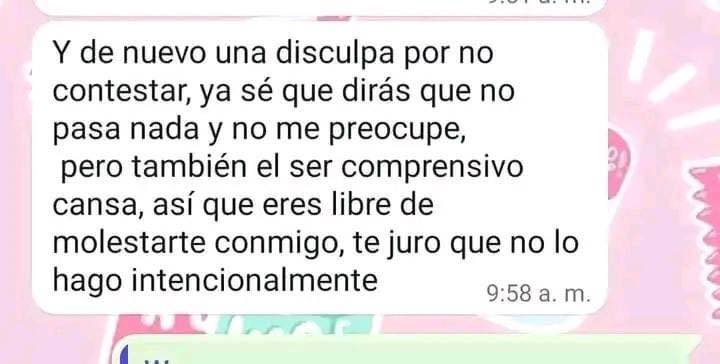 Y de nuevo una disculpa por no
contestar, ya sé que dirás que no
pasa nada y no me preocupe,
pero también el ser comprensivo
cansa, así que eres libre de
molestarte conmigo, te juro que no lo
hago intencionalmente
9:58 a. m.